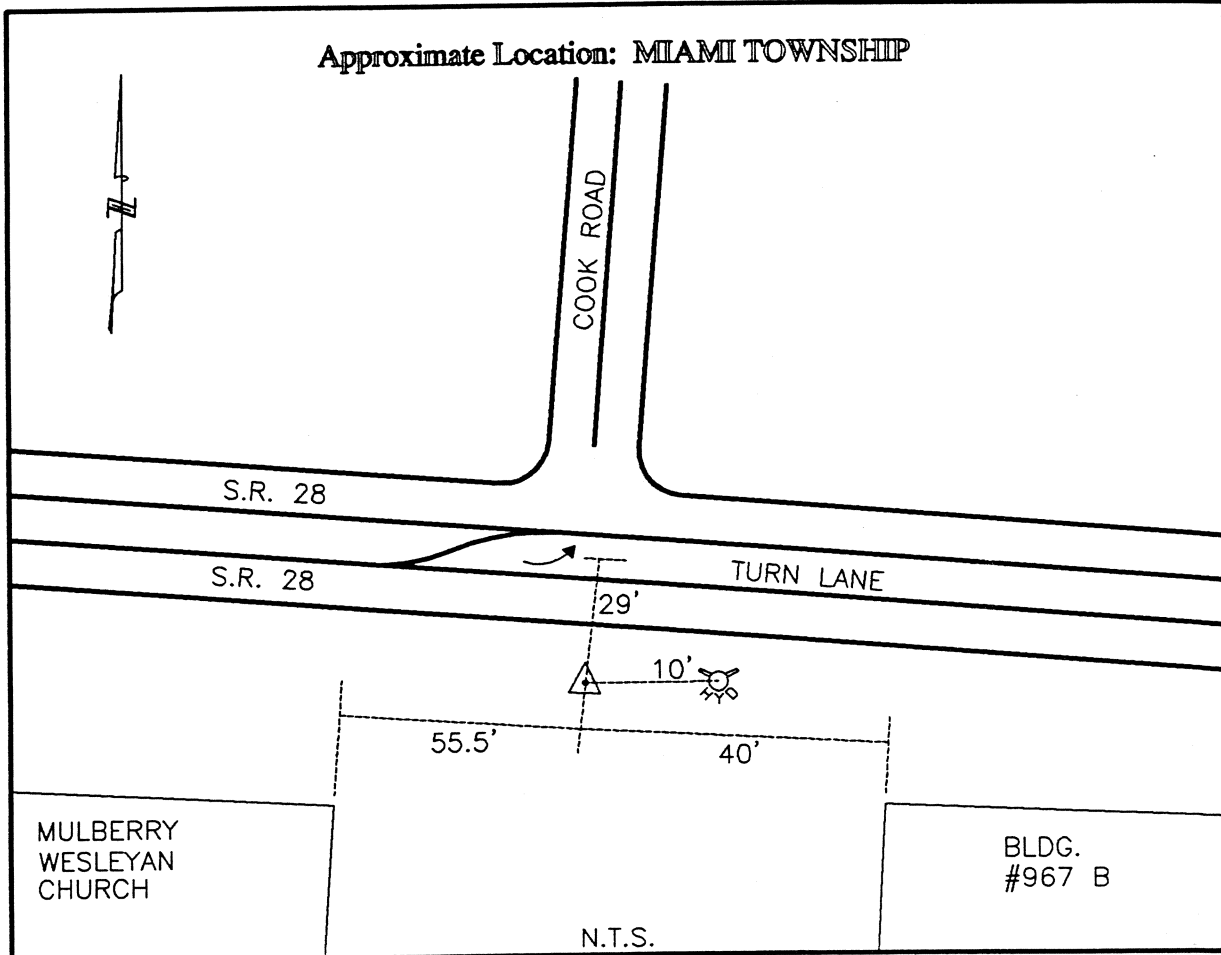 Approximate Location: MIAMI TOWNSHIP
N
COOK ROAD
S.R. 28
S.R. 28
TURN LANE
29'
10'
HYD
55.5'
40'
MULBERRY
WESLEYAN
CHURCH
BLDG.
#967 B
N.T.S.